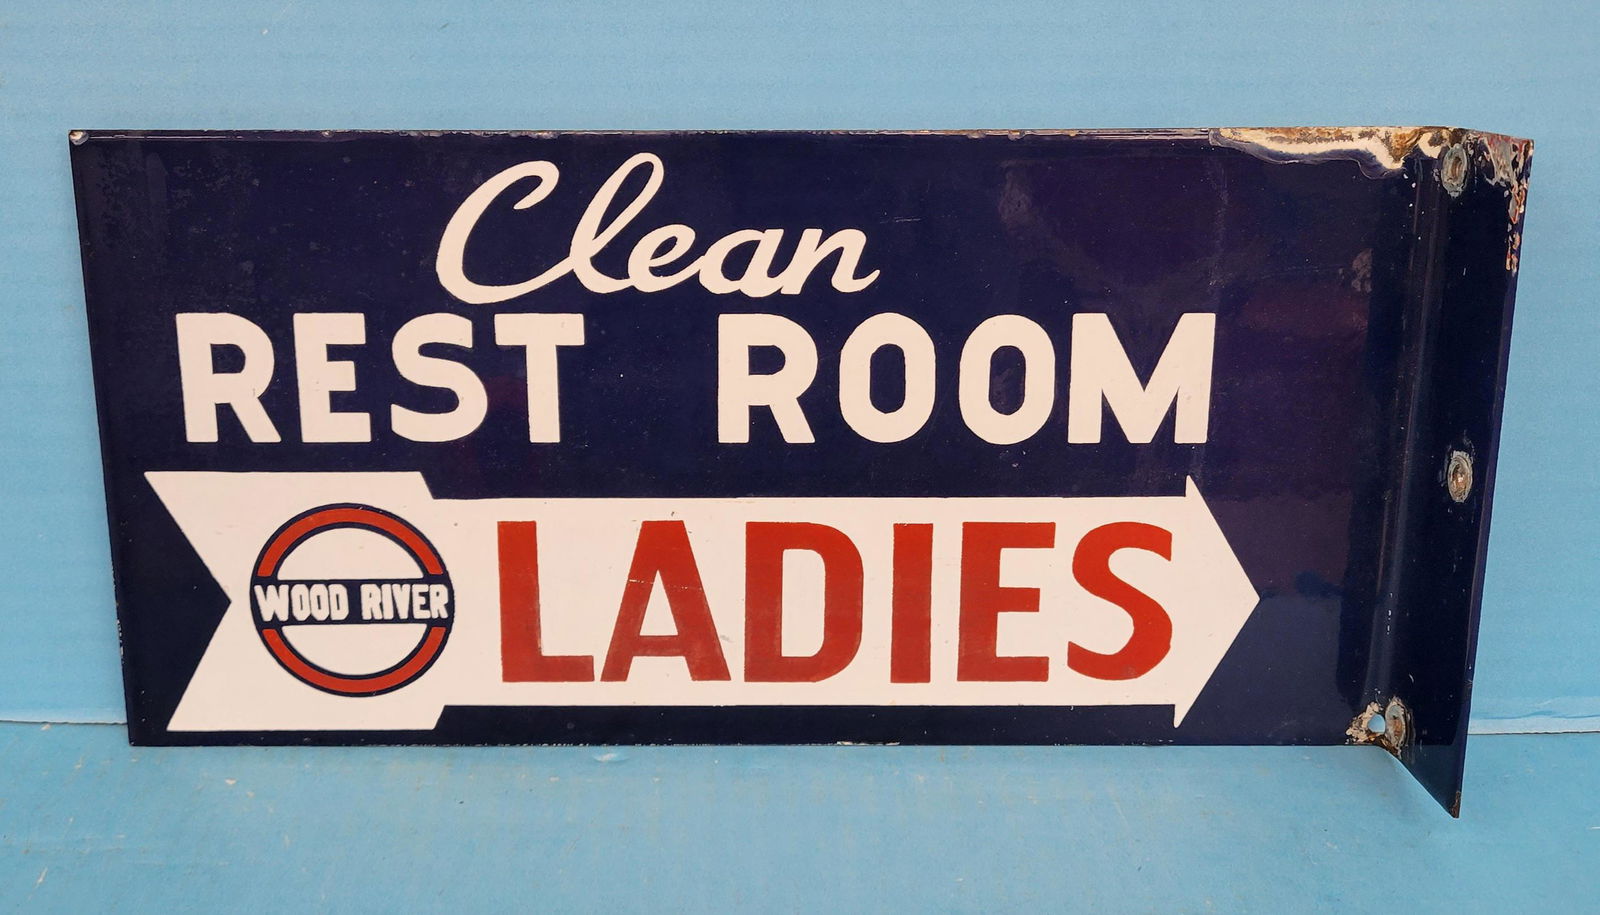 Clean
REST ROOM
WOOD RIVER
LADIES